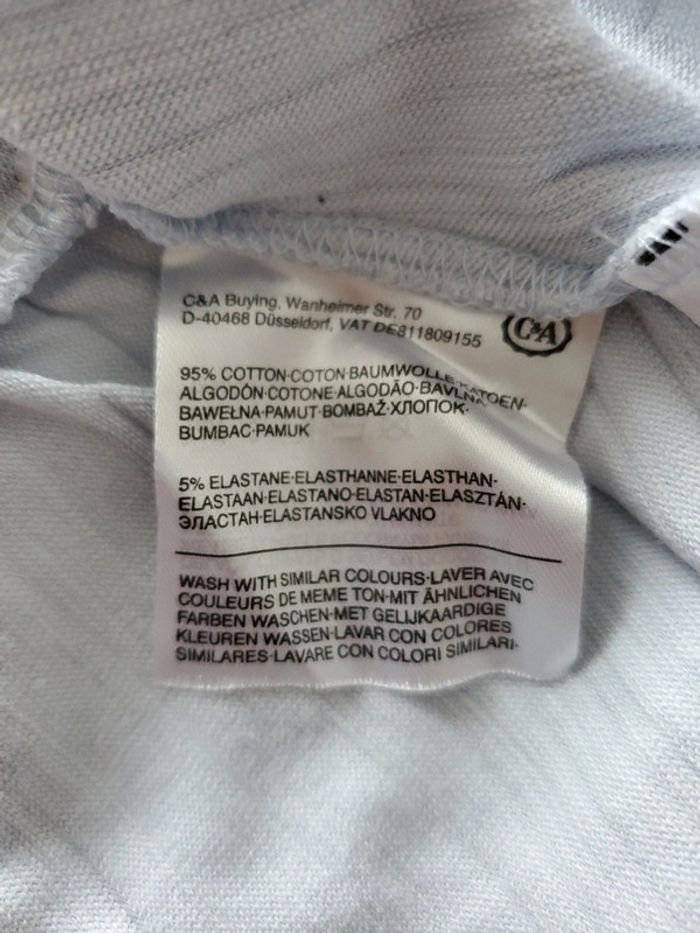 C&A Buying, Wanheimer Str. 70
D-40468 Düsseldorf, VAT DE811809155
C&A
95% COTTON·COTON·BAUMWOLLE·KATOEN·
ALGODÓN·COTONE·ALGODÃO·BAVLNA·
BAWEŁNA·PAMUT·BOMBAŽ·ХЛОПОК·
BUMBAC·PAMUK
5% ELASTANE·ELASTHANNE·ELASTHAN·
ELASTAAN·ELASTANO·ELASTAN·ELASZTÁN·
ЭЛАСТАН·ELASTANSKO VLAKNO
WASH WITH SIMILAR COLOURS·LAVER AVEC
COULEURS DE MEME TON·MIT ÄHNLICHEN
FARBEN WASCHEN·MET GELIJKAARDIGE
KLEUREN WASSEN·LAVAR CON COLORES
SIMILARES·LAVARE CON COLORI SIMILARI·